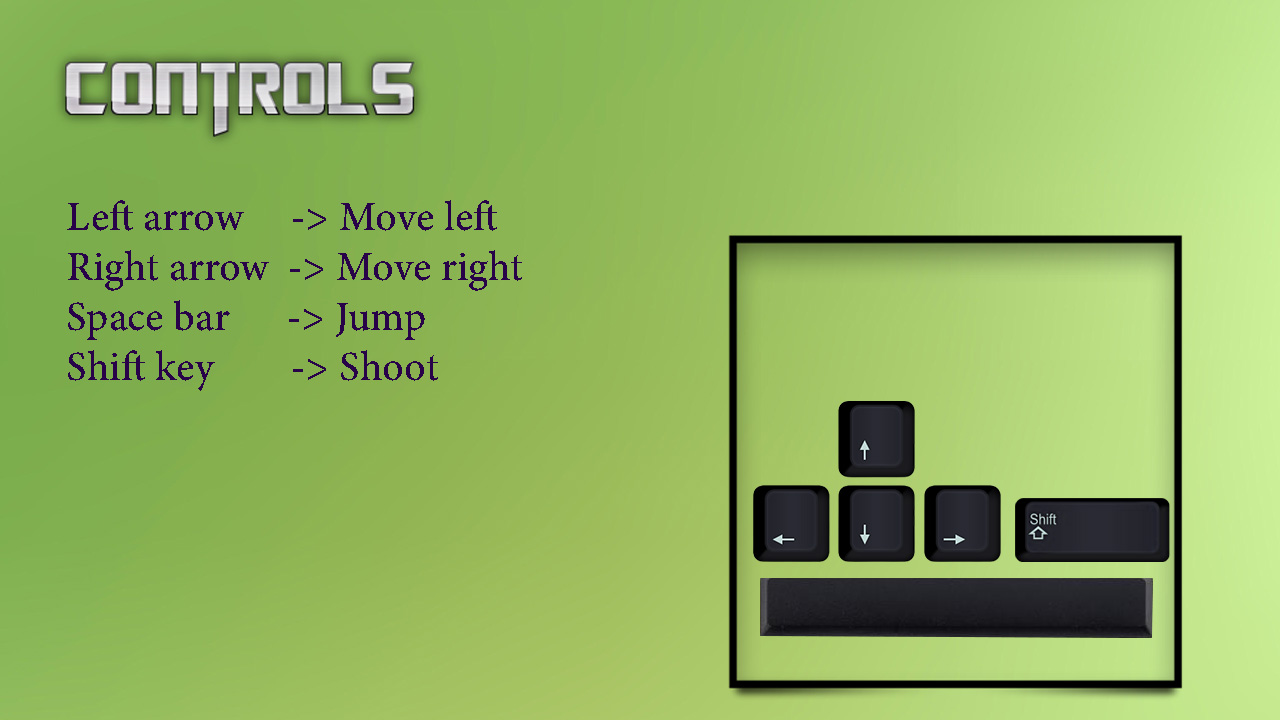 CONTROLS
Left arrow -> Move left
Right arrow -> Move right
Space bar -> Jump
Shift key -> Shoot
↑
← ↓ → Shift
⇧